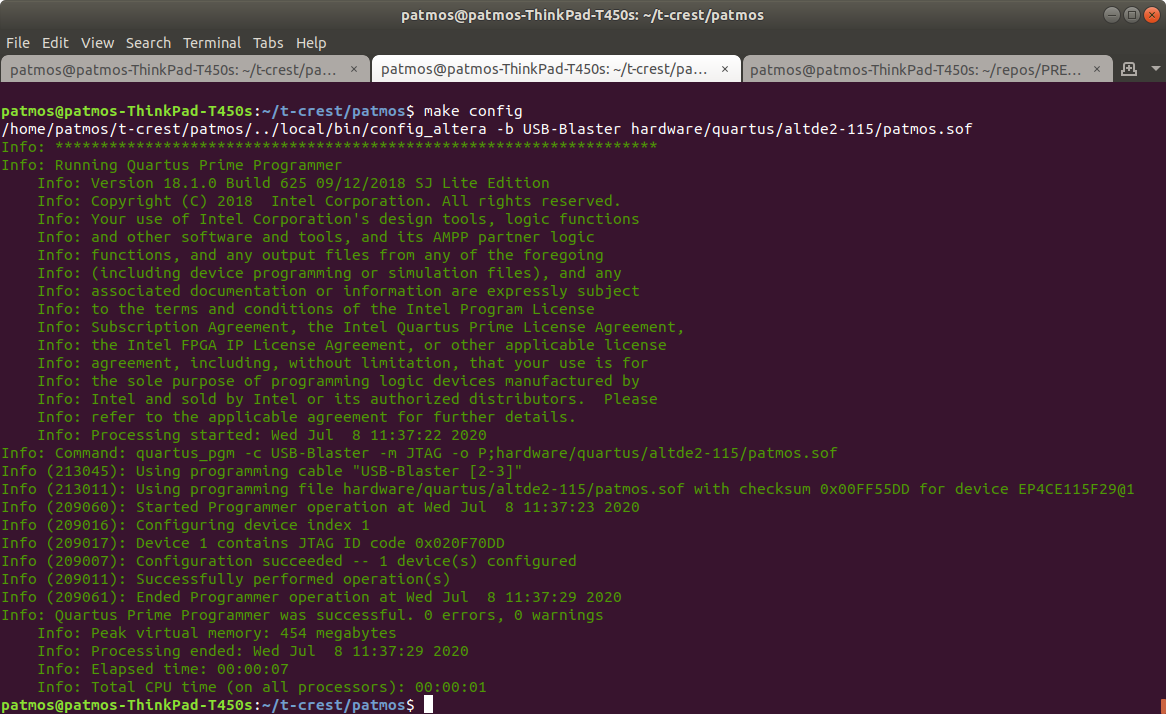 patmos@patmos-ThinkPad-T450s: ~/t-crest/patmos
File Edit View Search Terminal Tabs Help
patmos@patmos-ThinkPad-T450s: ~/t-crest/pa... × patmos@patmos-ThinkPad-T450s: ~/t-crest/pa... × patmos@patmos-ThinkPad-T450s: ~/repos/PRE... ×
patmos@patmos-ThinkPad-T450s:~/t-crest/patmos$ make config
/home/patmos/t-crest/patmos/../local/bin/config_altera -b USB-Blaster hardware/quartus/altde2-115/patmos.sof
Info: *******************************************************************
Info: Running Quartus Prime Programmer
    Info: Version 18.1.0 Build 625 09/12/2018 SJ Lite Edition
    Info: Copyright (C) 2018  Intel Corporation. All rights reserved.
    Info: Your use of Intel Corporation's design tools, logic functions
    Info: and other software and tools, and its AMPP partner logic
    Info: functions, and any output files from any of the foregoing
    Info: (including device programming or simulation files), and any
    Info: associated documentation or information are expressly subject
    Info: to the terms and conditions of the Intel Program License
    Info: Subscription Agreement, the Intel Quartus Prime License Agreement,
    Info: the Intel FPGA IP License Agreement, or other applicable license
    Info: agreement, including, without limitation, that your use is for
    Info: the sole purpose of programming logic devices manufactured by
    Info: Intel and sold by Intel or its authorized distributors.  Please
    Info: refer to the applicable agreement for further details.
    Info: Processing started: Wed Jul  8 11:37:22 2020
Info: Command: quartus_pgm -c USB-Blaster -m JTAG -o P;hardware/quartus/altde2-115/patmos.sof
Info (213045): Using programming cable "USB-Blaster [2-3]"
Info (213011): Using programming file hardware/quartus/altde2-115/patmos.sof with checksum 0x00FF55DD for device EP4CE115F29@1
Info (209060): Started Programmer operation at Wed Jul  8 11:37:23 2020
Info (209016): Configuring device index 1
Info (209017): Device 1 contains JTAG ID code 0x020F70DD
Info (209007): Configuration succeeded -- 1 device(s) configured
Info (209011): Successfully performed operation(s)
Info (209061): Ended Programmer operation at Wed Jul  8 11:37:29 2020
Info: Quartus Prime Programmer was successful. 0 errors, 0 warnings
    Info: Peak virtual memory: 454 megabytes
    Info: Processing ended: Wed Jul  8 11:37:29 2020
    Info: Elapsed time: 00:00:07
    Info: Total CPU time (on all processors): 00:00:01
patmos@patmos-ThinkPad-T450s:~/t-crest/patmos$